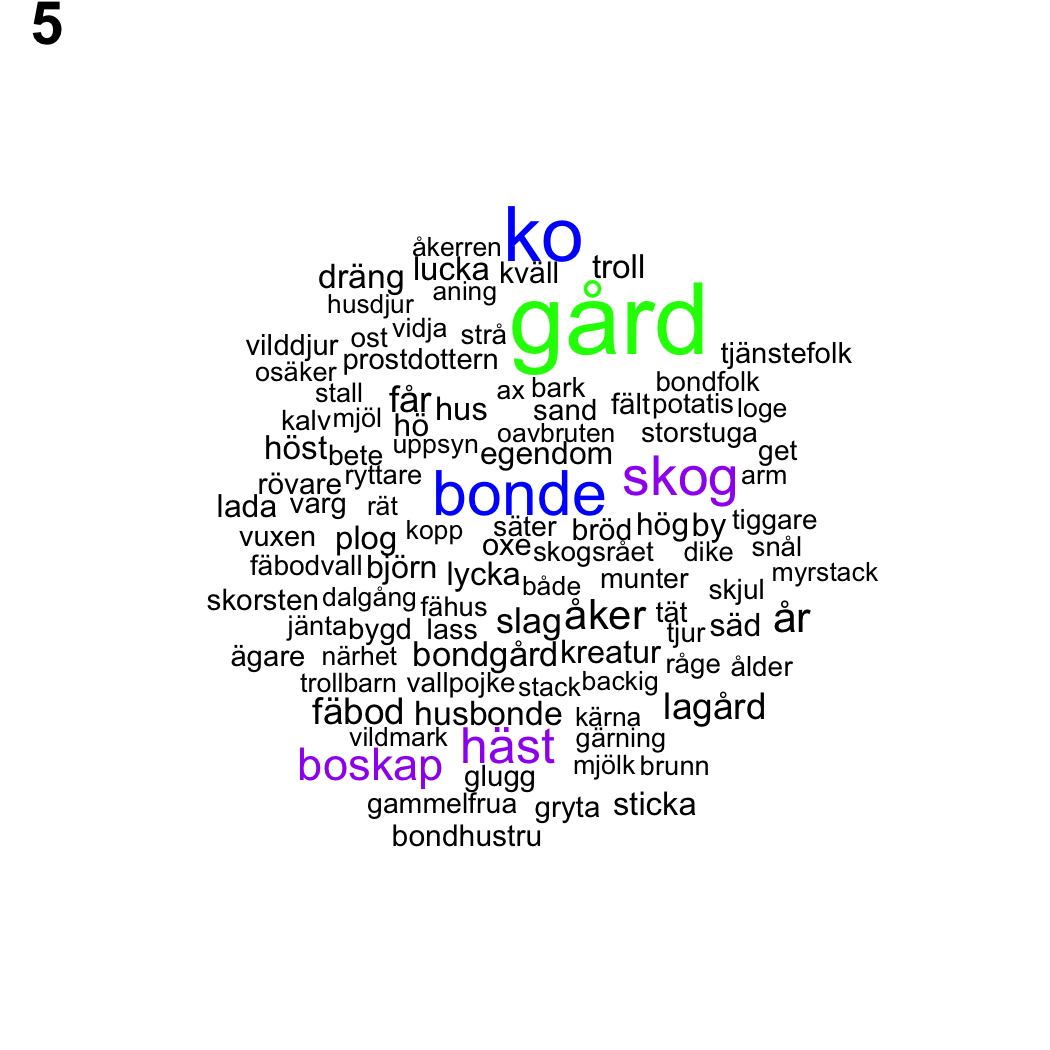 5
ko
åkerren
dräng lucka kväll troll
husdjur aning
gård
vilddjur ost vidja strå
osäker prostdottern tjänstefolk
stall får hus ax bark bondfolk
kalv mjöl hö sand fält potatis loge
höst bete uppsyn oavbruten storstuga get
rövare ryttare egendom skog arm
lada varg rät bonde
vuxen plog kopp säter bröd hög by tiggare
oxe skogsrået dike snål
fäbodvall björn lycka både munter skjul myrstack
skorsten dalgång fähus slag åker tät år
jänta bygd lass tjur säd
ägare närhet bondgård kreatur råge ålder
trollbarn vallpojke stack backig
fäbod husbonde kärna lagård
vildmark häst gärning
boskap glugg mjölk brunn
gammelfrua gryta sticka
bondhustru